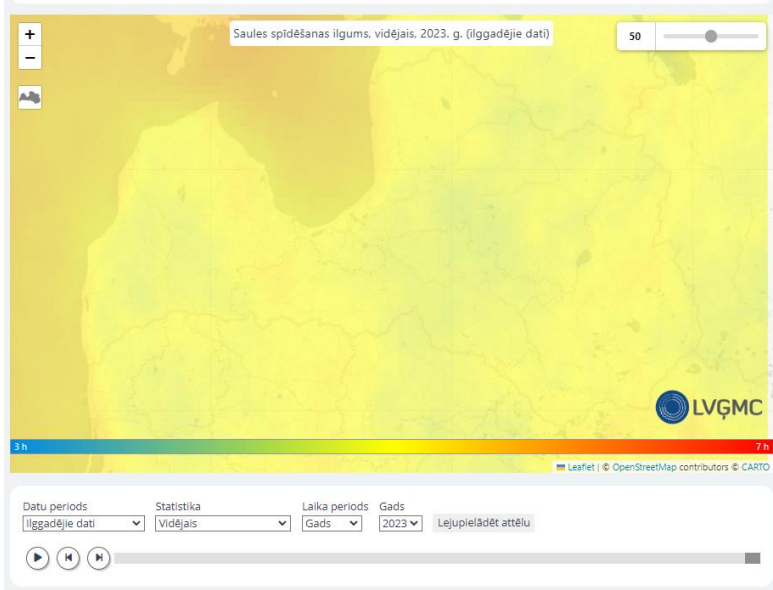 +
Saules spīdēšanas ilgums, vidējais, 2023. g. (ilggadējie dati)
50
−
LVĢMC
3 h
7 h
Leaflet | © OpenStreetMap contributors © CARTO
Datu periods
Statistika
Laika periods
Gads
Ilggadējie dati
Vidējais
Gads
2023
Lejupielādēt attēlu